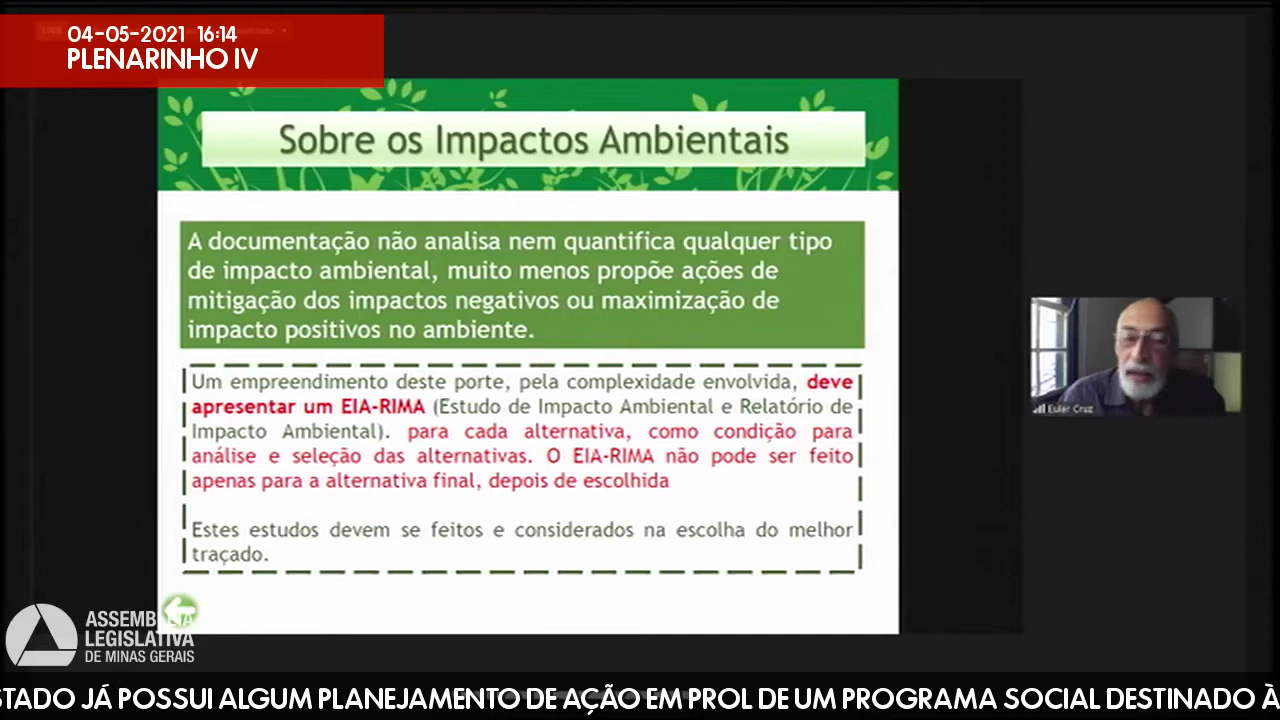 04-05-2021 16:14
PLENARINHO IV
Sobre os Impactos Ambientais
A documentação não analisa nem quantifica qualquer tipo
de impacto ambiental, muito menos propõe ações de
mitigação dos impactos negativos ou maximização de
impacto positivos no ambiente.
Um empreendimento deste porte, pela complexidade envolvida, deve
apresentar um EIA-RIMA (Estudo de Impacto Ambiental e Relatório de
Impacto Ambiental). para cada alternativa, como condição para
análise e seleção das alternativas. O EIA-RIMA não pode ser feito
apenas para a alternativa final, depois de escolhida
Estes estudos devem se feitos e considerados na escolha do melhor
traçado.
Euler Cruz
ASSEMBLEIA
LEGISLATIVA
DE MINAS GERAIS
STADO JÁ POSSUI ALGUM PLANEJAMENTO DE AÇÃO EM PROL DE UM PROGRAMA SOCIAL DESTINADO À